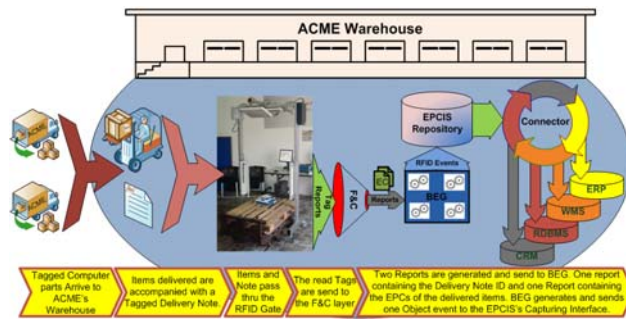 ACME Warehouse
ACME
ACME
EPCIS
Repository
Connector
RFID Events
Tag
Reports
F&C
EC
Reports
BEG
ERP
WMS
RDBMS
CRM
Tagged Computer
parts Arrive to
ACME's
Warehouse
Items delivered are
accompanied with a
Tagged Delivery Note.
Items and
Note pass
thru the
RFID Gate
The read Tags
are send to
the F&C layer
Two Reports are generated and send to BEG. One report
containing the Delivery Note ID and one Report containing
the EPCs of the delivered items. BEG generates and sends
one Object event to the EPCIS's Capturing Interface.